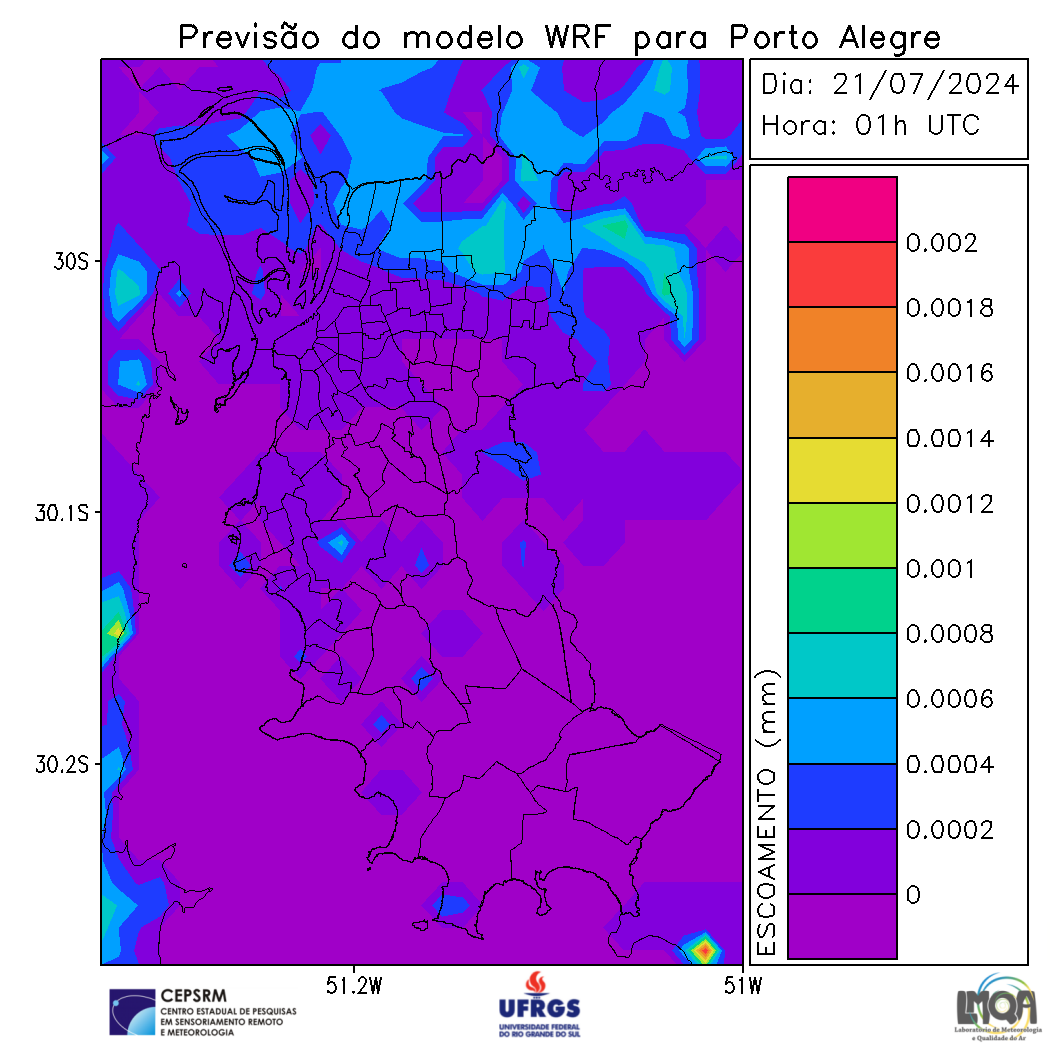 Previsão do modelo WRF para Porto Alegre
Dia: 21/07/2024
Hora: 01h UTC
30S
30.1S
30.2S
51.2W
51W
ESCOAMENTO (mm)
0.002
0.0018
0.0016
0.0014
0.0012
0.001
0.0008
0.0006
0.0004
0.0002
0
CEPSRM
CENTRO ESTADUAL DE PESQUISAS
EM SENSORIAMENTO REMOTO
E METEOROLOGIA
UFRGS
UNIVERSIDADE FEDERAL
DO RIO GRANDE DO SUL
LMQA
Laboratório de Meteorologia
e Qualidade do Ar